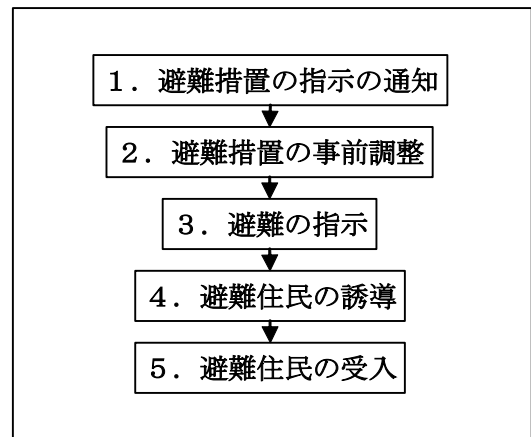 １．避難措置の指示の通知
２．避難措置の事前調整
３．避難の指示
４．避難住民の誘導
５．避難住民の受入